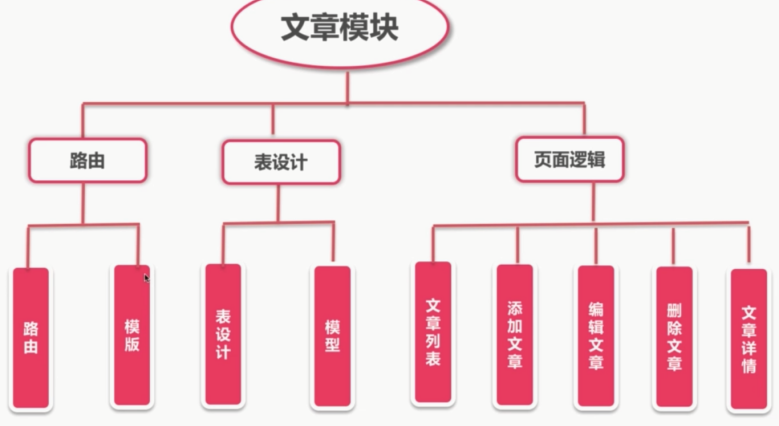 文章模块
路由
表设计
页面逻辑
路由
模版
表设计
模型
文章列表
添加文章
编辑文章
删除文章
文章详情